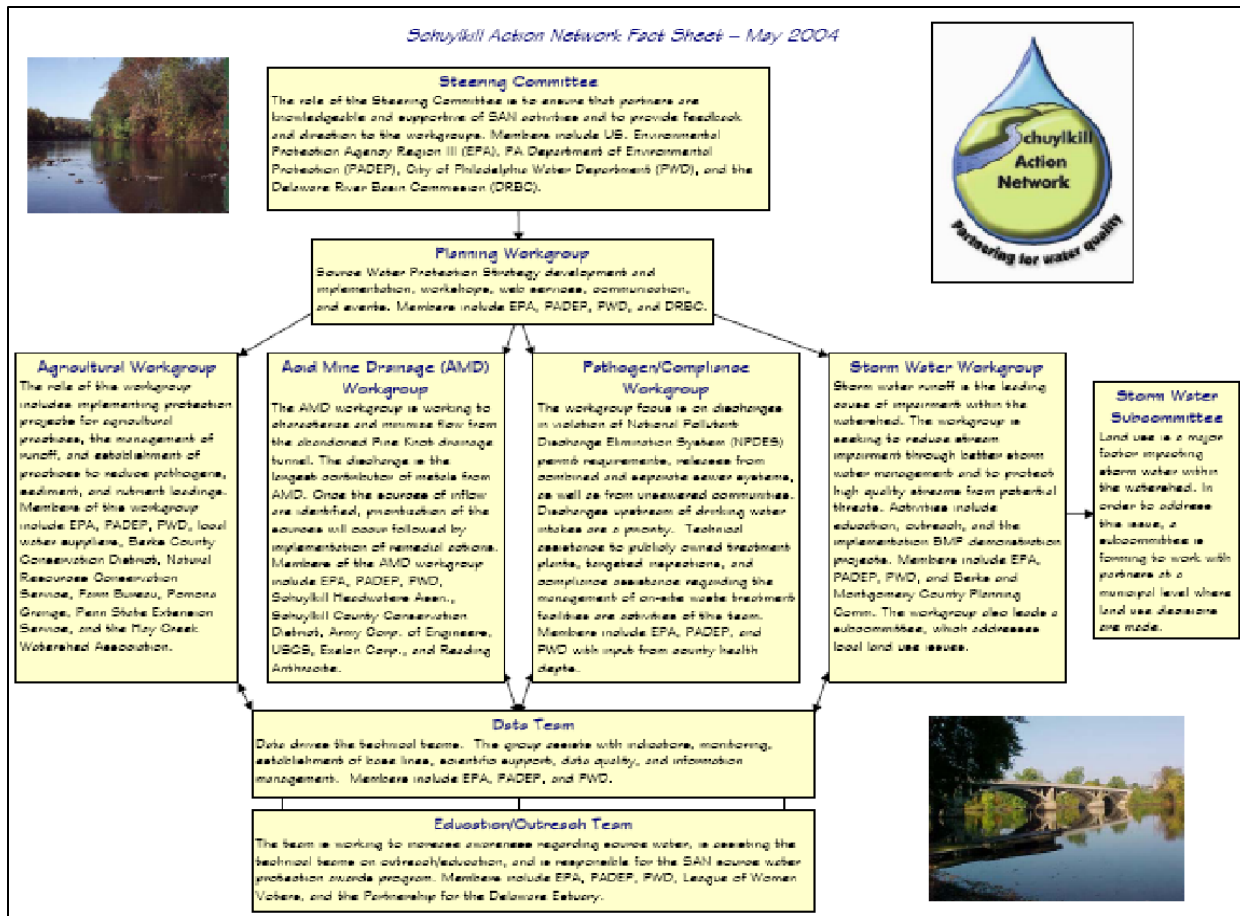 Schuylkill Action Network Fact Sheet – May 2004
Schuylkill
Action
Network
Partnering for water quality
Steering Committee
The role of the Steering Committee is to ensure that partners are
knowledgeable and supportive of SAN activities and to provide feedback
and direction to the workgroups. Members include US. Environmental
Protection Agency Region III (EPA), PA Department of Environmental
Protection (PADEP), City of Philadelphia Water Department (PWD), and the
Delaware River Basin Commission (DRBC).
Planning Workgroup
Source Water Protection Strategy development and
implementation, workshops, web services, communication,
and events. Members include EPA, PADEP, PWD, and DRBC.
Agricultural Workgroup
The role of this workgroup
includes implementing protection
projects for agricultural
practices, the management of
runoff, and establishment of
practices to reduce pathogens,
sediment, and nutrient loadings.
Members of this workgroup
include EPA, PADEP, PWD, local
water suppliers, Berks County
Conservation District, Natural
Resources Conservation
Service, Farm Bureau, Pomona
Grange, Penn State Extension
Service, and the Hay Creek
Watershed Association.
Acid Mine Drainage (AMD)
Workgroup
The AMD workgroup is working to
characterize and minimize flow from
the abandoned Pine Knot drainage
tunnel. The discharge is the
largest contributor of metals from
AMD. Once the sources of inflow
are identified, prioritization of the
sources will occur followed by
implementation of remedial actions.
Members of the AMD workgroup
include EPA, PADEP, PWD,
Schuylkill Headwaters Assn.,
Schuylkill County Conservation
District, Army Corp. of Engineers,
USGS, Exelon Corp., and Reading
Anthracite.
Pathogen/Compliance
Workgroup
The workgroup focus is on discharges
in violation of National Pollutant
Discharge Elimination System (NPDES)
permit requirements, releases from
combined and separate sewer systems,
as well as from unsewered communities.
Discharges upstream of drinking water
intakes are a priority. Technical
assistance to publicly owned treatment
plants, targeted inspections, and
compliance assistance regarding the
management of on-site waste treatment
facilities are activities of this team.
Members include EPA, PADEP, and
PWD with input from county health
depts.
Storm Water Workgroup
Storm water runoff is the leading
cause of impairment within the
watershed. The workgroup is
seeking to reduce stream
impairment through better storm
water management and to protect
high quality streams from potential
threats. Activities include
education, outreach, and the
implementation BMP demonstration
projects. Members include EPA,
PADEP, PWD, and Berks and
Montgomery County Planning
Comm. The workgroup also leads a
subcommittee, which addresses
local land use issues.
Storm Water
Subcommittee
Land use is a major
factor impacting
storm water within
the watershed. In
order to address
this issue, a
subcommittee is
forming to work with
partners at a
municipal level where
land use decisions
are made.
Data Team
Data drives the technical teams. This group assists with indicators, monitoring,
establishment of base lines, scientific support, data quality, and information
management. Members include EPA, PADEP, and PWD.
Education/Outreach Team
The team is working to increase awareness regarding source water, is assisting the
technical teams on outreach/education, and is responsible for the SAN source water
protection awards program. Members include EPA, PADEP, PWD, League of Women
Voters, and the Partnership for the Delaware Estuary.